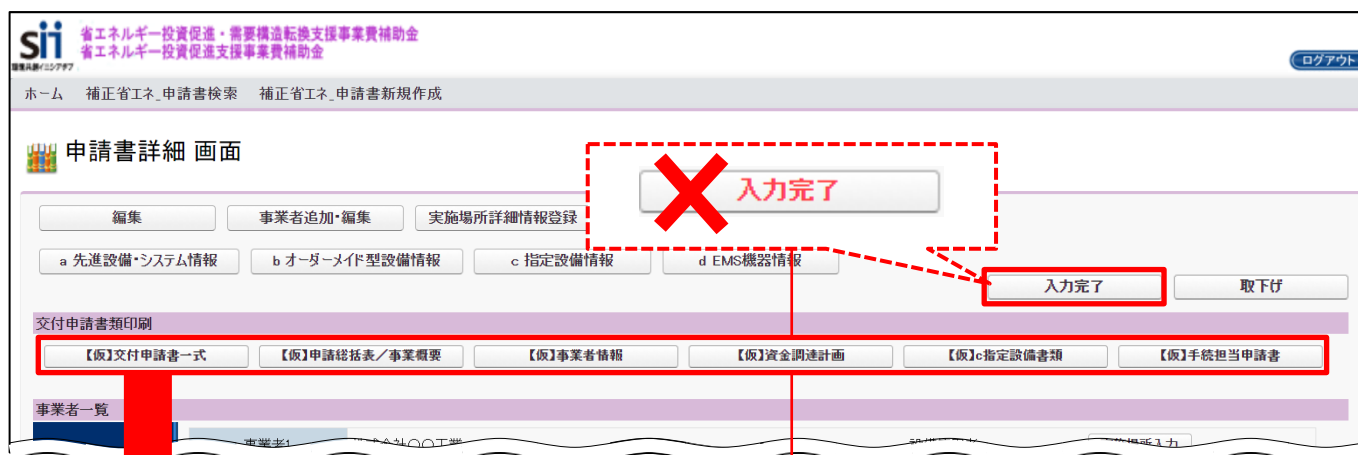 sii 省エネルギー投資促進・需要構造転換支援事業費補助金
省エネルギー投資促進支援事業費補助金
ログアウト
ホーム 補正省エネ_申請書検索 補正省エネ_申請書新規作成
申請書詳細 画面
入力完了
編集 事業者追加・編集 実施場所詳細情報登録
a 先進設備・システム情報 b オーダーメイド型設備情報 c 指定設備情報 d EMS機器情報
入力完了 取下げ
交付申請書類印刷
【仮】交付申請書一式 【仮】申請総括表/事業概要 【仮】事業者情報 【仮】資金調達計画 【仮】c指定設備書類 【仮】手続担当申請書
事業者一覧
事業者1 株式会社〇〇工業